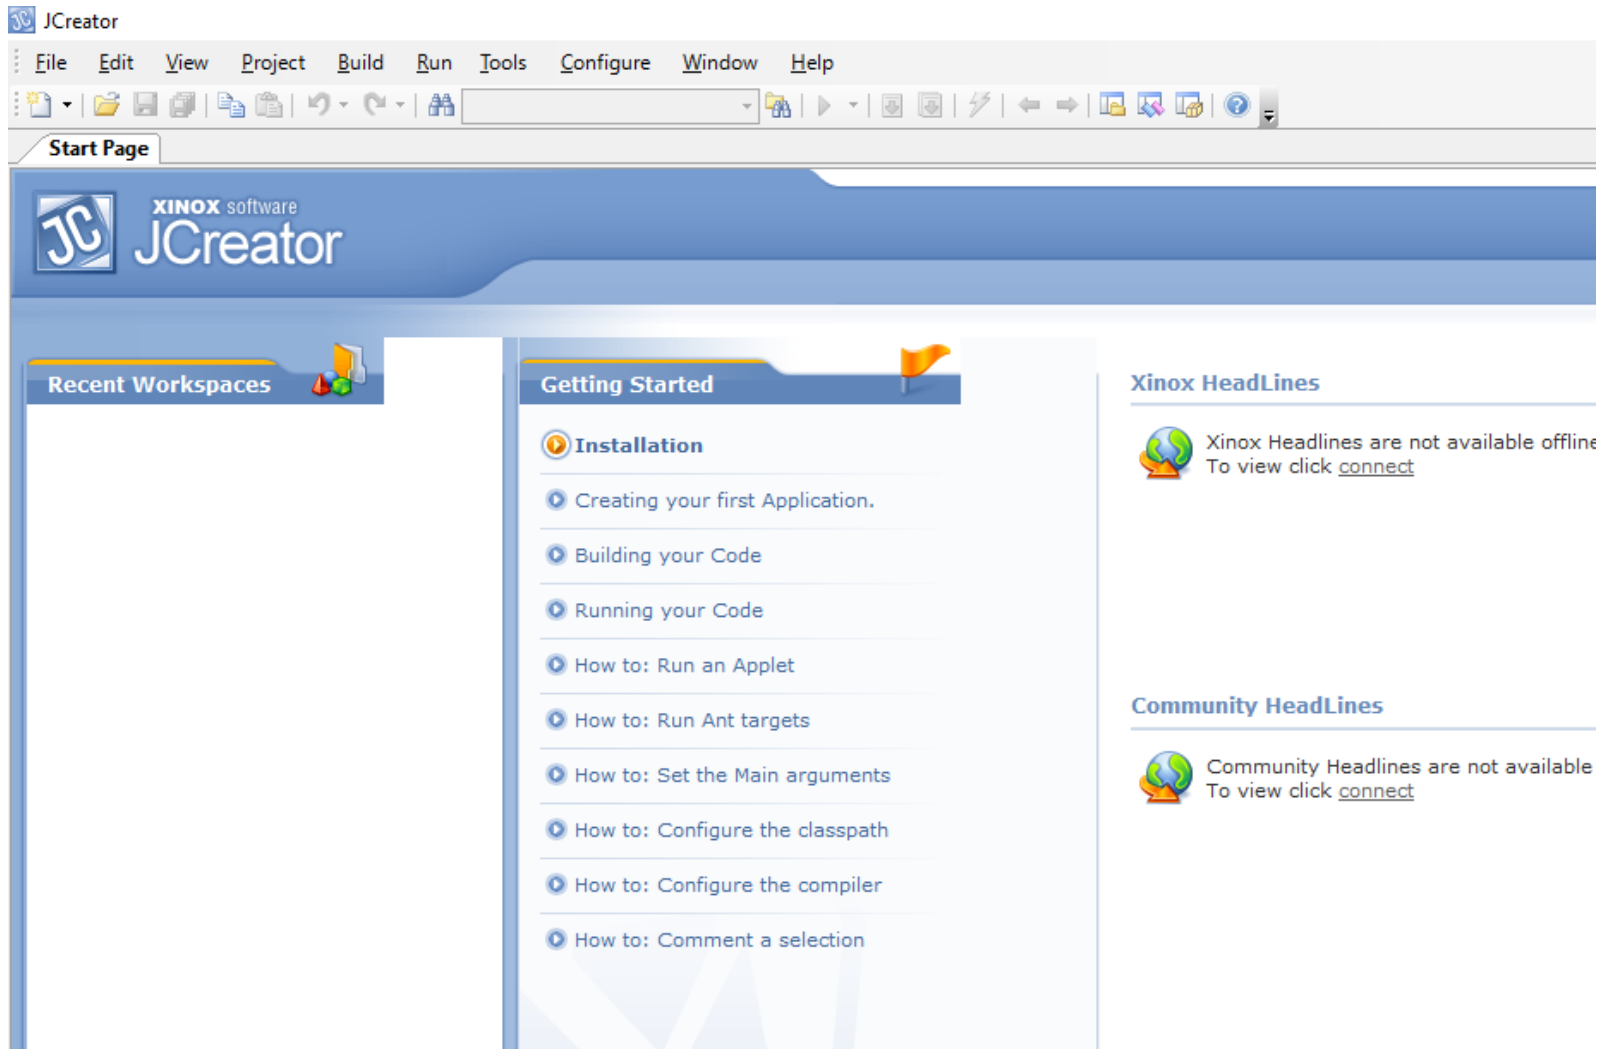 JCreator
File Edit View Project Build Run Tools Configure Window Help
Start Page
JC
XINOX software
JCreator
Recent Workspaces
Getting Started
Installation
Creating your first Application.
Building your Code
Running your Code
How to: Run an Applet
How to: Run Ant targets
How to: Set the Main arguments
How to: Configure the classpath
How to: Configure the compiler
How to: Comment a selection
Xinox HeadLines
Xinox Headlines are not available offline
To view click connect
Community HeadLines
Community Headlines are not available
To view click connect